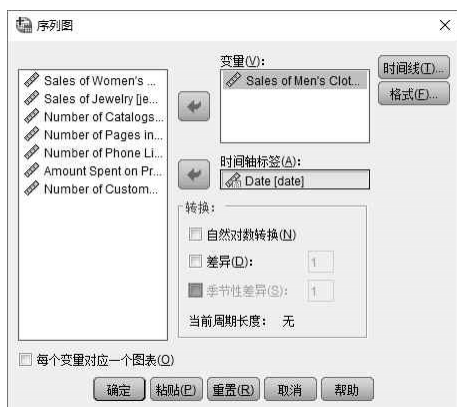 序列图
Sales of Women's ...
Sales of Jewelry [je...
Number of Catalogs...
Number of Pages in...
Number of Phone Li...
Amount Spent on Pr...
Number of Custom...
变量(V):
Sales of Men's Clot...
时间轴标签(A):
Date [date]
时间线(T)...
格式(F)...
转换:
自然对数转换(N)
差异(D): 1
季节性差异(S): 1
当前周期长度: 无
每个变量对应一个图表(O)
确定 粘贴(P) 重置(R) 取消 帮助